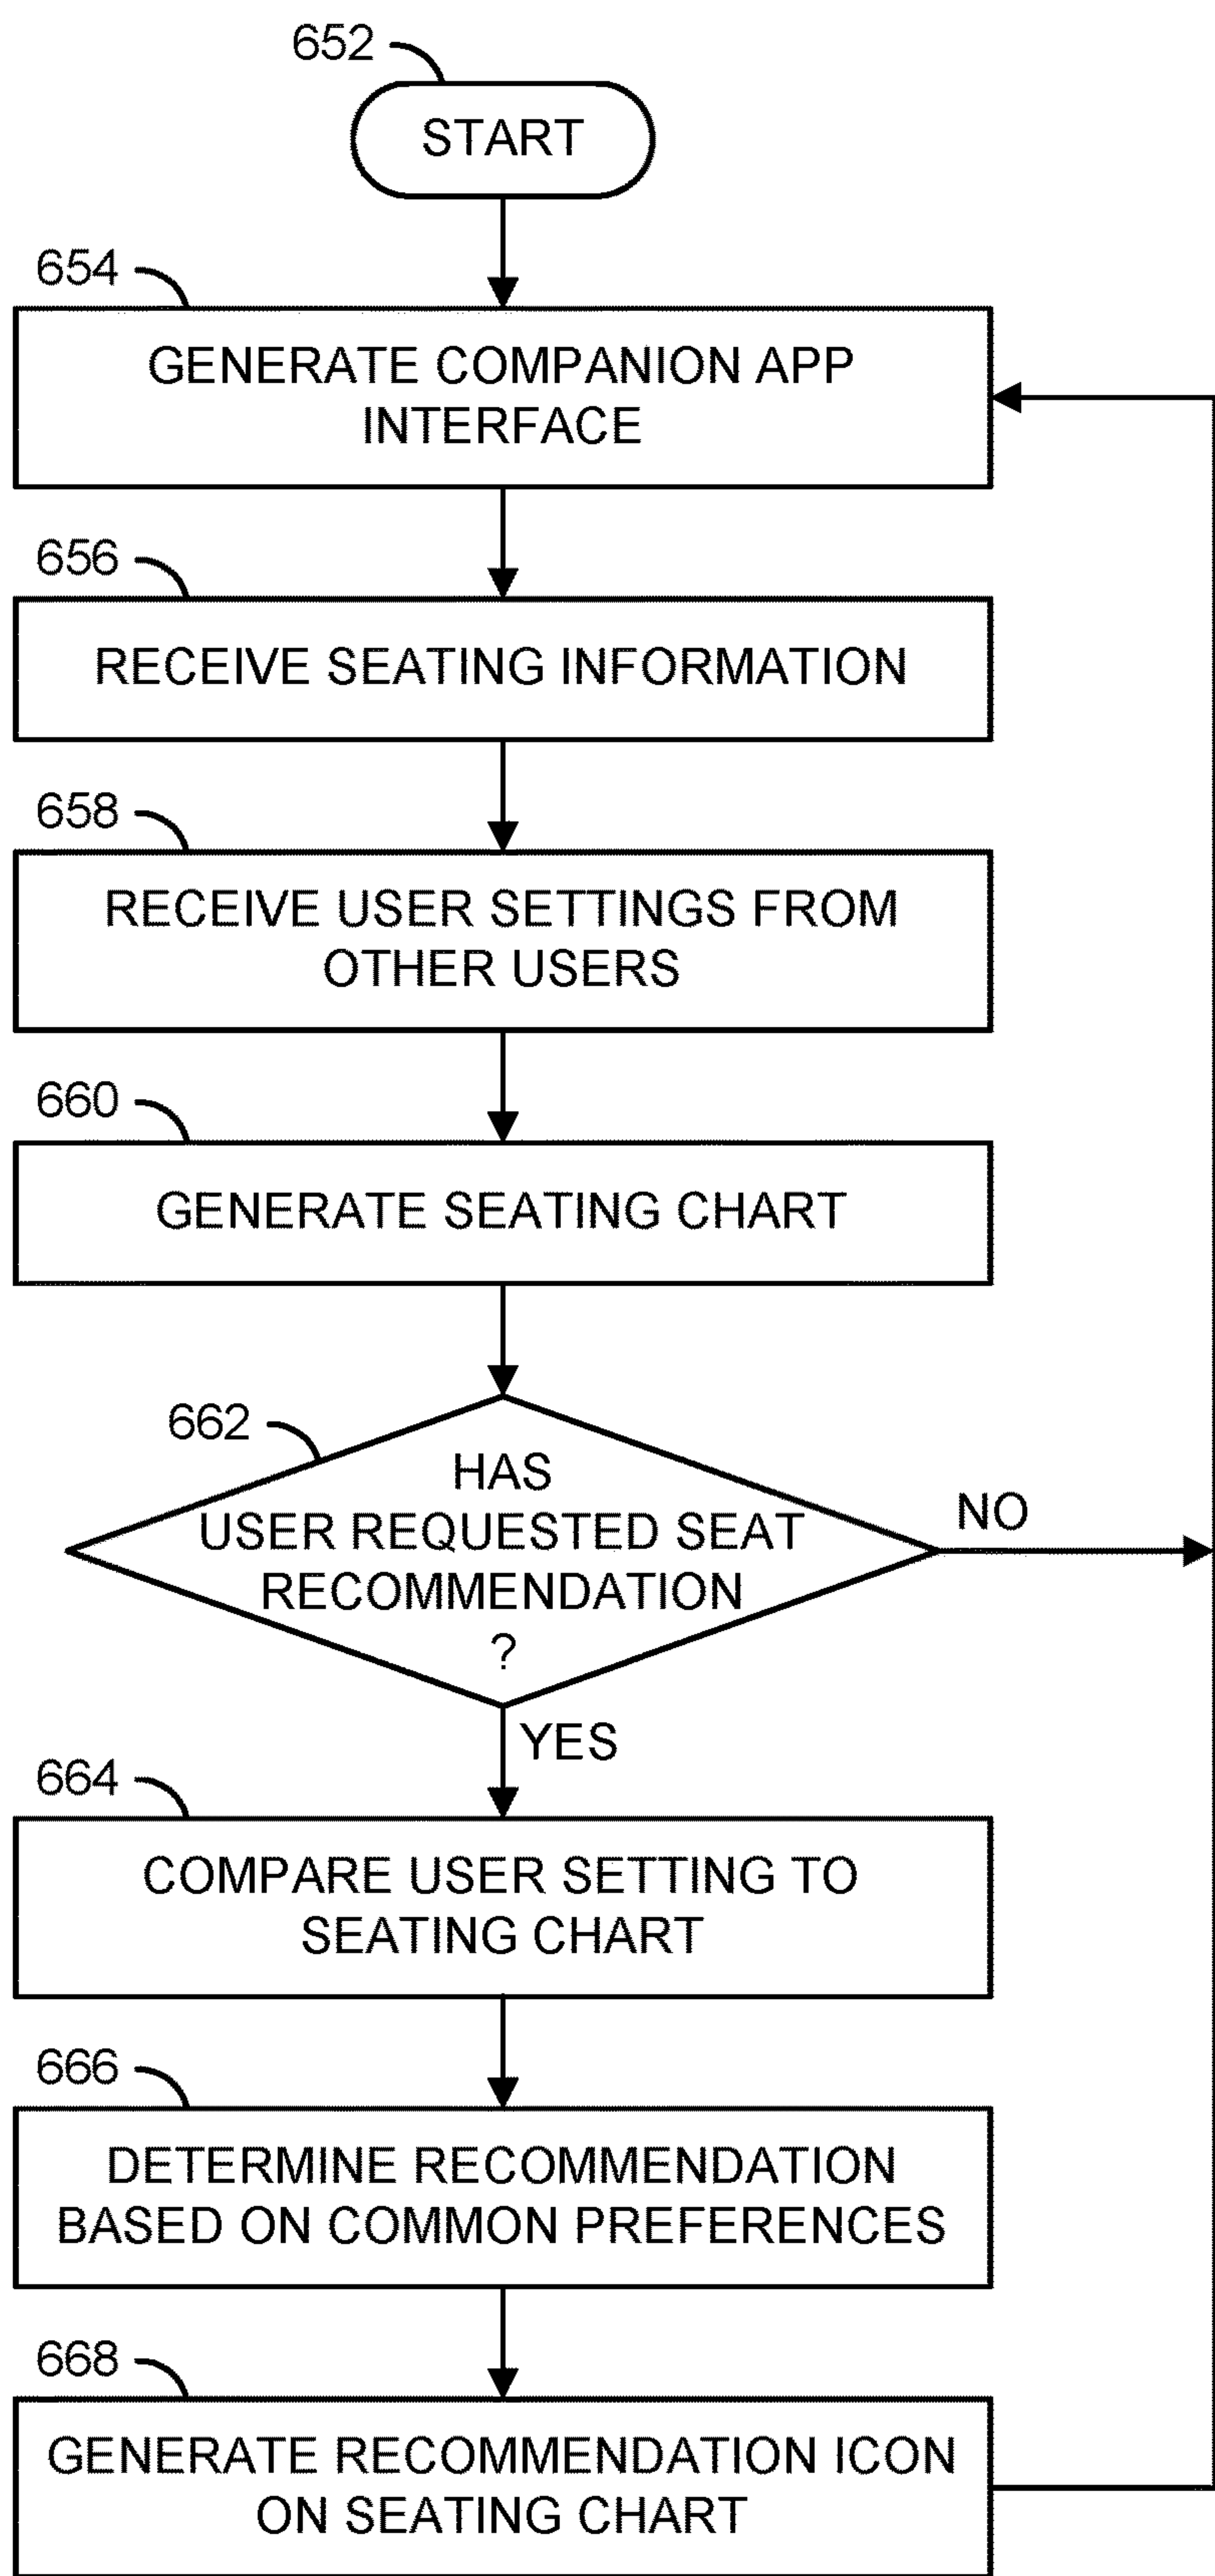 652
START
654
GENERATE COMPANION APP
INTERFACE
656
RECEIVE SEATING INFORMATION
658
RECEIVE USER SETTINGS FROM
OTHER USERS
660
GENERATE SEATING CHART
662
HAS
USER REQUESTED SEAT
RECOMMENDATION
?
NO
YES
664
COMPARE USER SETTING TO
SEATING CHART
666
DETERMINE RECOMMENDATION
BASED ON COMMON PREFERENCES
668
GENERATE RECOMMENDATION ICON
ON SEATING CHART